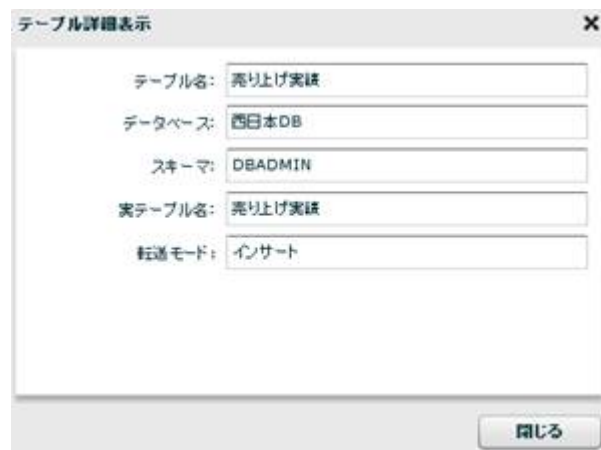 テーブル詳細表示
テーブル名: 売り上げ実績
データベース: 西日本DB
スキーマ: DBADMIN
実テーブル名: 売り上げ実績
転送モード: インサート
閉じる